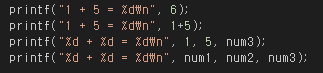 printf("1 + 5 = %d₩n", 6);
printf("1 + 5 = %d₩n", 1+5);
printf("%d + %d = %d₩n", 1, 5, num3);
printf("%d + %d = %d₩n", num1, num2, num3);